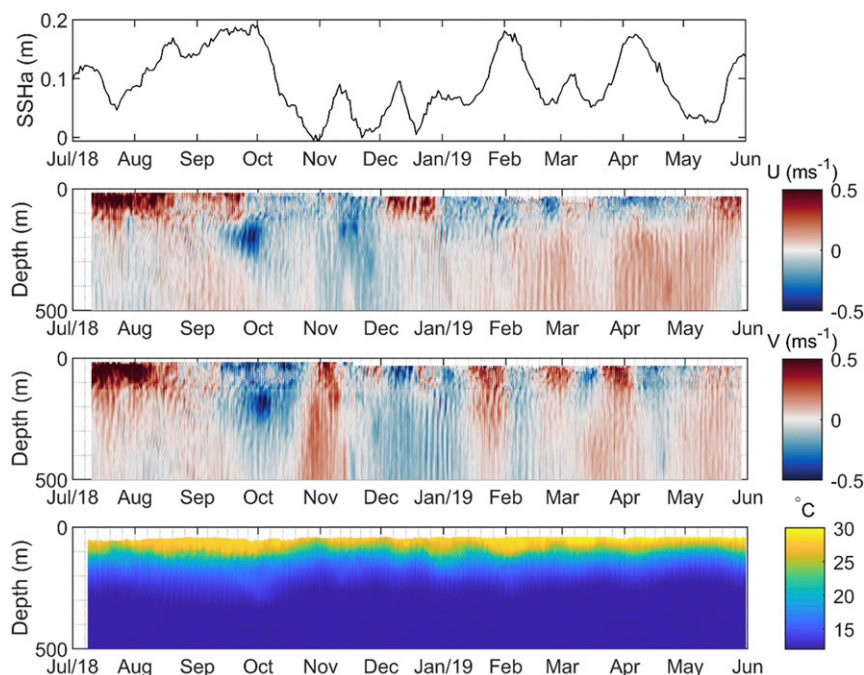 0.2
SSHa (m)
0.1
0
Jul/18 Aug Sep Oct Nov Dec Jan/19 Feb Mar Apr May Jun
U (ms-1)
0
Depth (m)
500
0.5
0
-0.5
Jul/18 Aug Sep Oct Nov Dec Jan/19 Feb Mar Apr May Jun
V (ms-1)
0
Depth (m)
500
0.5
0
-0.5
Jul/18 Aug Sep Oct Nov Dec Jan/19 Feb Mar Apr May Jun
°C
0
Depth (m)
500
30
25
20
15
Jul/18 Aug Sep Oct Nov Dec Jan/19 Feb Mar Apr May Jun